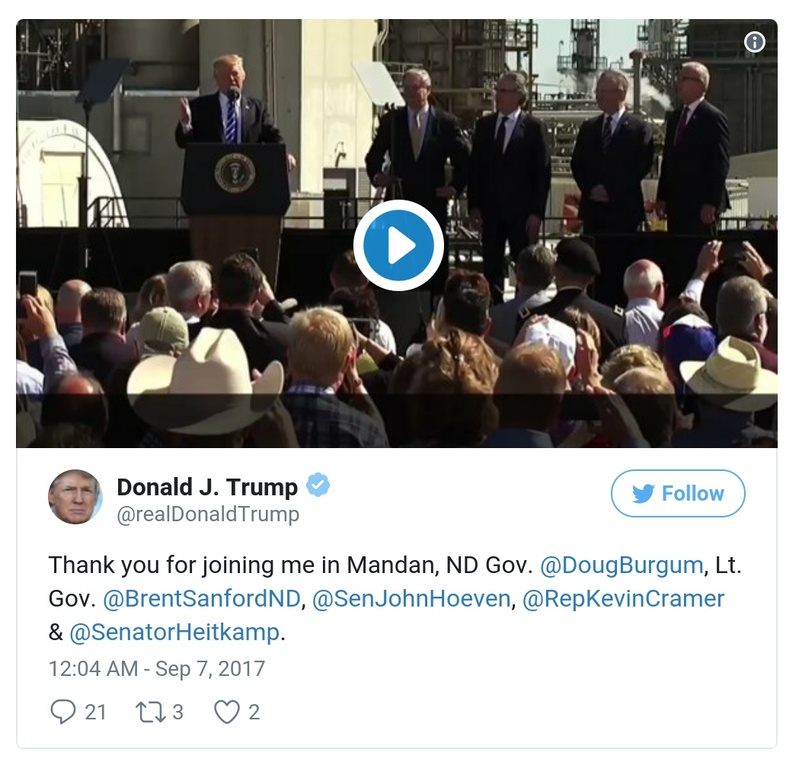 Donald J. Trump
Follow
@realDonaldTrump
Thank you for joining me in Mandan, ND Gov. @DougBurgum, Lt.
Gov. @BrentSanfordND, @SenJohnHoeven, @RepKevinCramer
& @SenatorHeitkamp.
12:04 AM - Sep 7, 2017
21 3 2